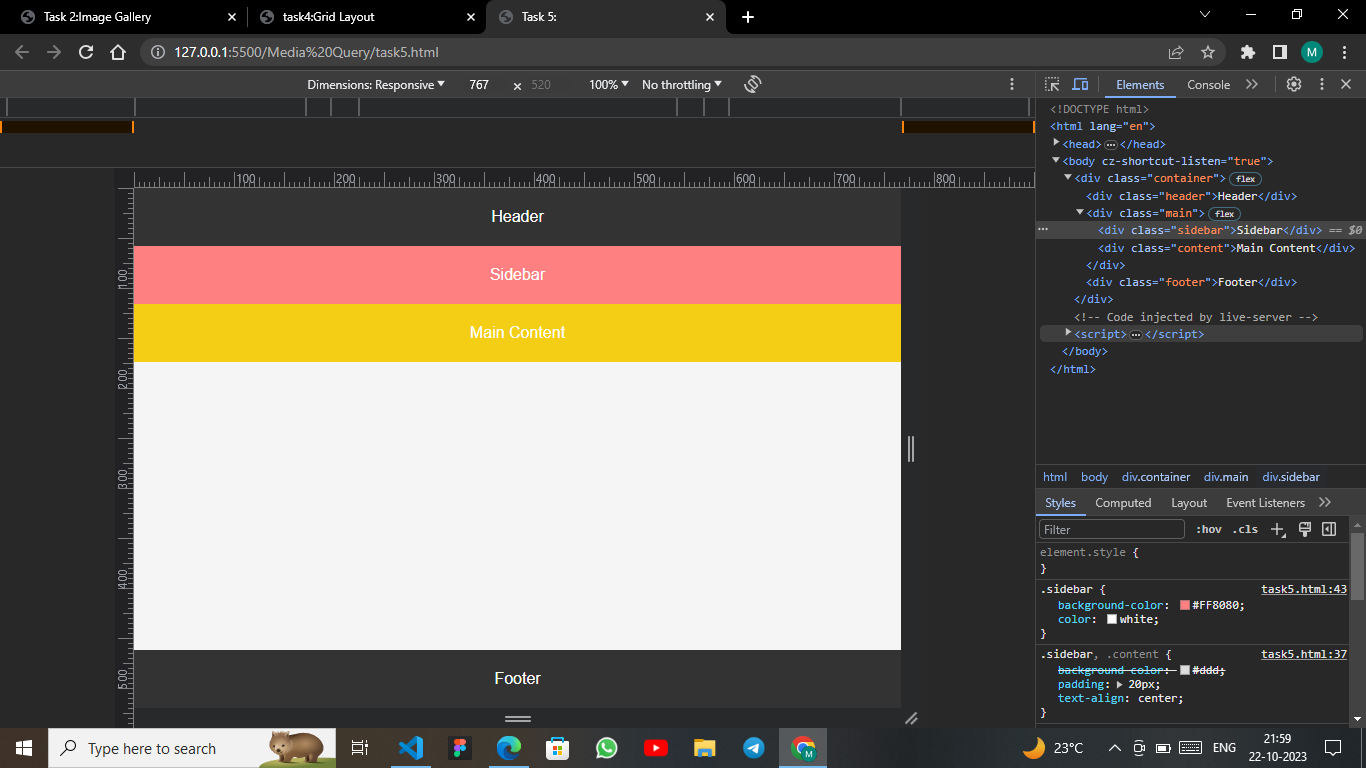 Task 2:Image Gallery
task4:Grid Layout
Task 5:
127.0.0.1:5500/Media%20Query/task5.html
M
Dimensions: Responsive
767
×
520
100%
No throttling
Elements
Console
100
200
300
400
500
600
700
800
100
200
300
400
500
Header
Sidebar
Main Content
Footer
<!DOCTYPE html>
<html lang="en">
<head> ⋯ </head>
<body cz-shortcut-listen="true">
<div class="container"> flex
<div class="header">Header</div>
<div class="main"> flex
<div class="sidebar">Sidebar</div> == $0
<div class="content">Main Content</div>
</div>
<div class="footer">Footer</div>
</div>
<!-- Code injected by live-server -->
<script> ⋯ </script>
</body>
</html>
html body div.container div.main div.sidebar
Styles Computed Layout Event Listeners
Filter :hov .cls
element.style {
}
.sidebar { task5.html:43
background-color: #FF8080;
color: white;
}
.sidebar, .content { task5.html:37
background-color: #ddd;
padding: 20px;
text-align: center;
}
Type here to search
M
23°C
ENG
21:59
22-10-2023